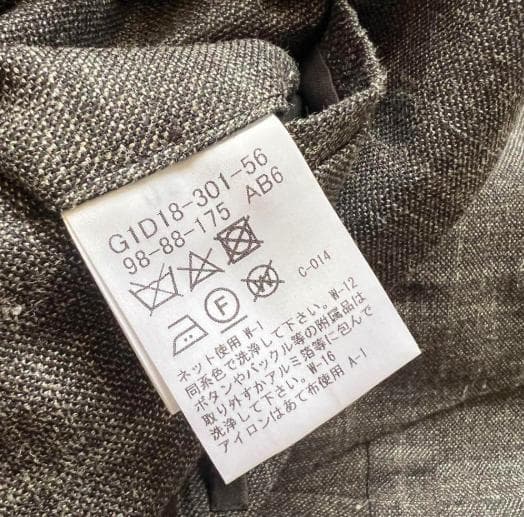 G1D18-301-56
98-88-175 AB6
F W C-014
ネット使用 W-1
同系色で洗浄して下さい。W-12
ボタンやバックル等の附属品は
取り外すかアルミ箔等に包んで
洗浄して下さい。W-16
アイロンはあて布使用 A-1